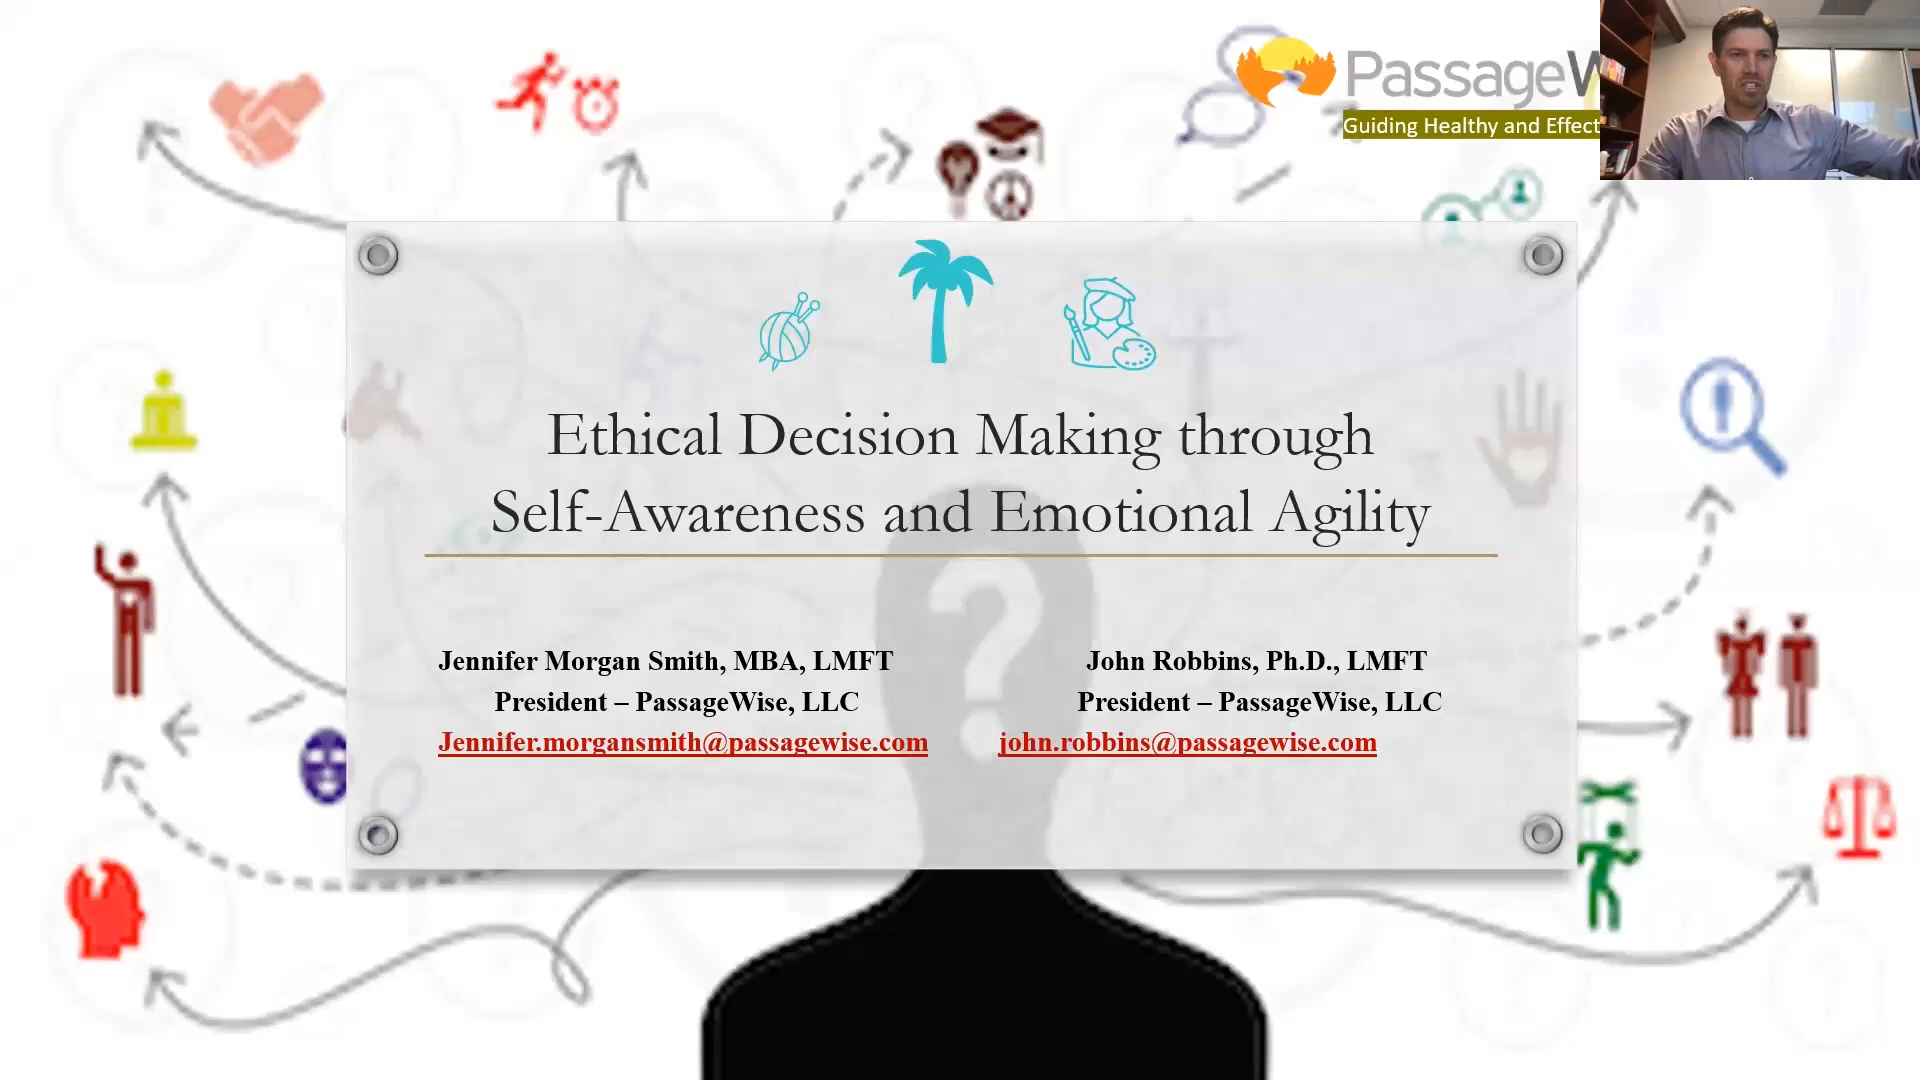 PassageW
Guiding Healthy and Effect
Ethical Decision Making through
Self-Awareness and Emotional Agility
Jennifer Morgan Smith, MBA, LMFT
President – PassageWise, LLC
Jennifer.morgansmith@passagewise.com
John Robbins, Ph.D., LMFT
President – PassageWise, LLC
john.robbins@passagewise.com